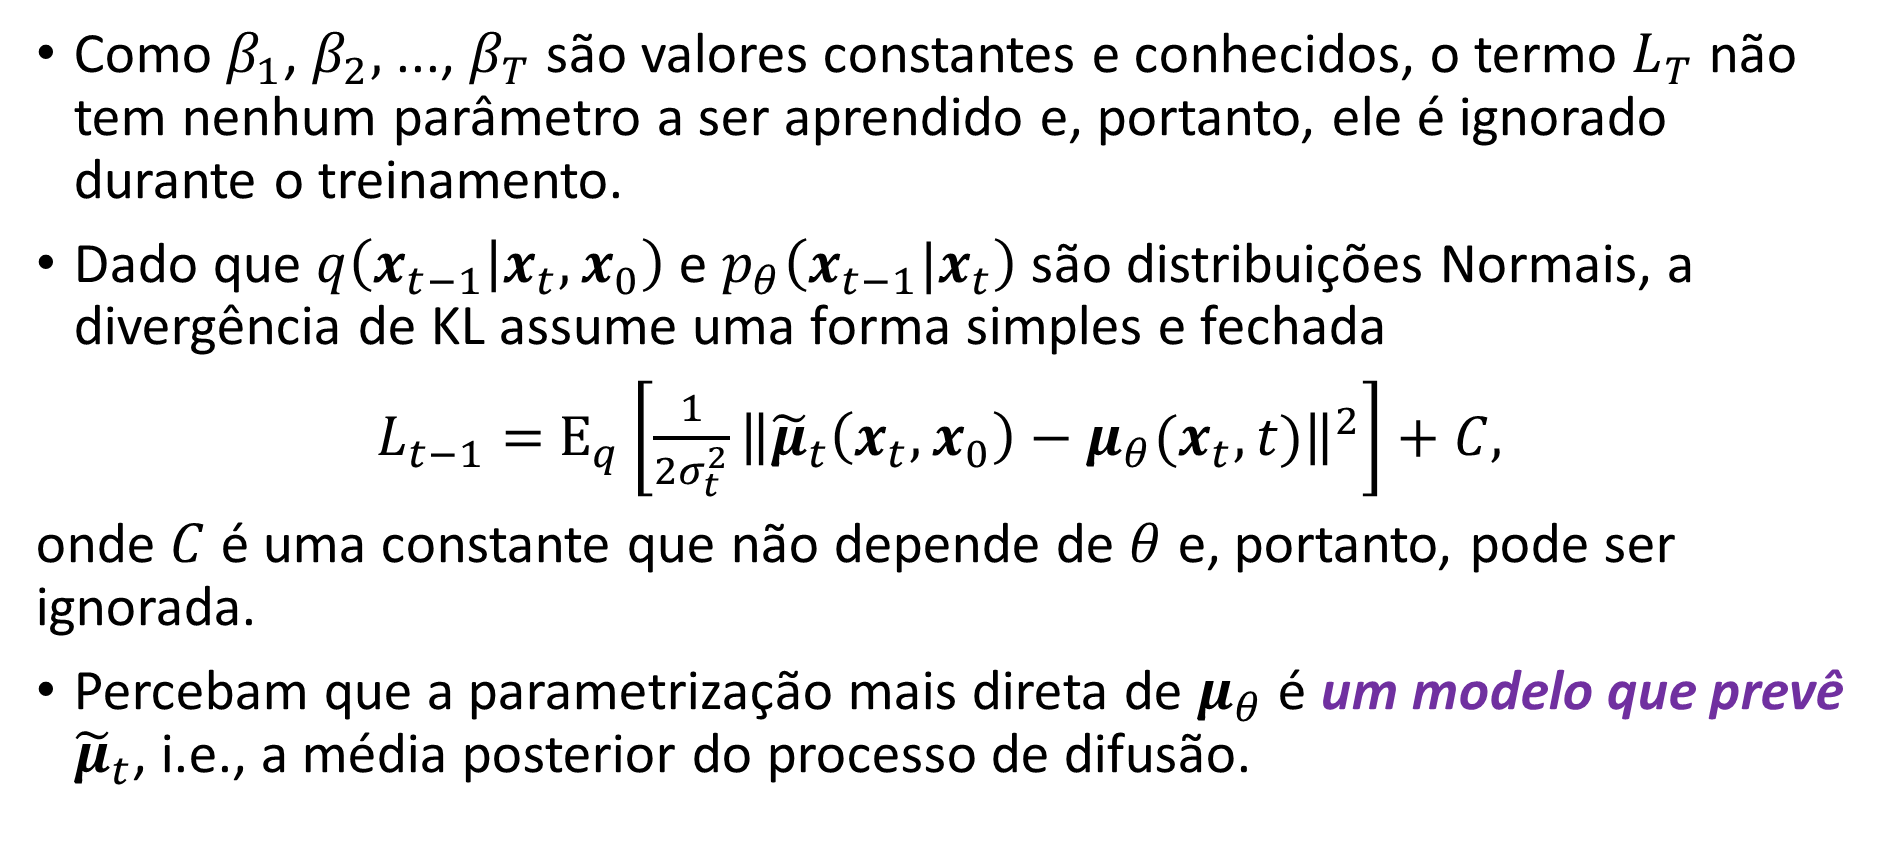 • Como 𝛽₁, 𝛽₂, ..., 𝛽_T são valores constantes e conhecidos, o termo 𝐿_T não
tem nenhum parâmetro a ser aprendido e, portanto, ele é ignorado
durante o treinamento.
• Dado que 𝑞(𝒙_{t−1}|𝒙_t, 𝒙_0) e 𝑝_θ(𝒙_{t−1}|𝒙_t) são distribuições Normais, a
divergência de KL assume uma forma simples e fechada
𝐿_{t−1} = E_q [ 1/(2σ_t^2) ‖𝝁̃_t(𝒙_t, 𝒙_0) − 𝝁_θ(𝒙_t, t)‖² ] + 𝐶,
onde 𝐶 é uma constante que não depende de 𝜃 e, portanto, pode ser
ignorada.
• Percebam que a parametrização mais direta de 𝝁_θ é um modelo que prevê
𝝁̃_t, i.e., a média posterior do processo de difusão.